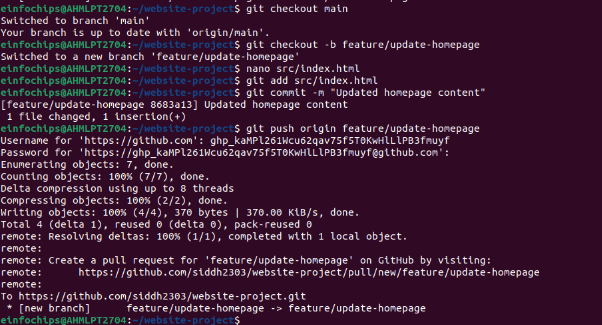 einfochips@AHMLPT2704:~/website-project$ git checkout main
Switched to branch 'main'
Your branch is up to date with 'origin/main'.
einfochips@AHMLPT2704:~/website-project$ git checkout -b feature/update-homepage
Switched to a new branch 'feature/update-homepage'
einfochips@AHMLPT2704:~/website-project$ nano src/index.html
einfochips@AHMLPT2704:~/website-project$ git add src/index.html
einfochips@AHMLPT2704:~/website-project$ git commit -m "Updated homepage content"
[feature/update-homepage 8683a13] Updated homepage content
 1 file changed, 1 insertion(+)
einfochips@AHMLPT2704:~/website-project$ git push origin feature/update-homepage
Username for 'https://github.com':
Password for
Enumerating objects: 7, done.
Counting objects: 100% (7/7), done.
Delta compression using up to 8 threads
Compressing objects: 100% (2/2), done.
Writing objects: 100% (4/4), 370 bytes | 370.00 KiB/s, done.
Total 4 (delta 1), reused 0 (delta 0), pack-reused 0
remote: Resolving deltas: 100% (1/1), completed with 1 local object.
remote:
remote: Create a pull request for 'feature/update-homepage' on GitHub by visiting:
remote:      https://github.com/siddh2303/website-project/pull/new/feature/update-homepage
remote:
To https://github.com/siddh2303/website-project.git
 * [new branch]      feature/update-homepage -> feature/update-homepage
einfochips@AHMLPT2704:~/website-project$